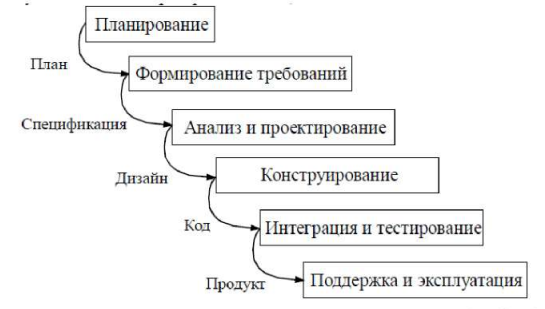 Планирование
План
Формирование требований
Спецификация
Анализ и проектирование
Дизайн
Конструирование
Код
Интеграция и тестирование
Продукт
Поддержка и эксплуатация